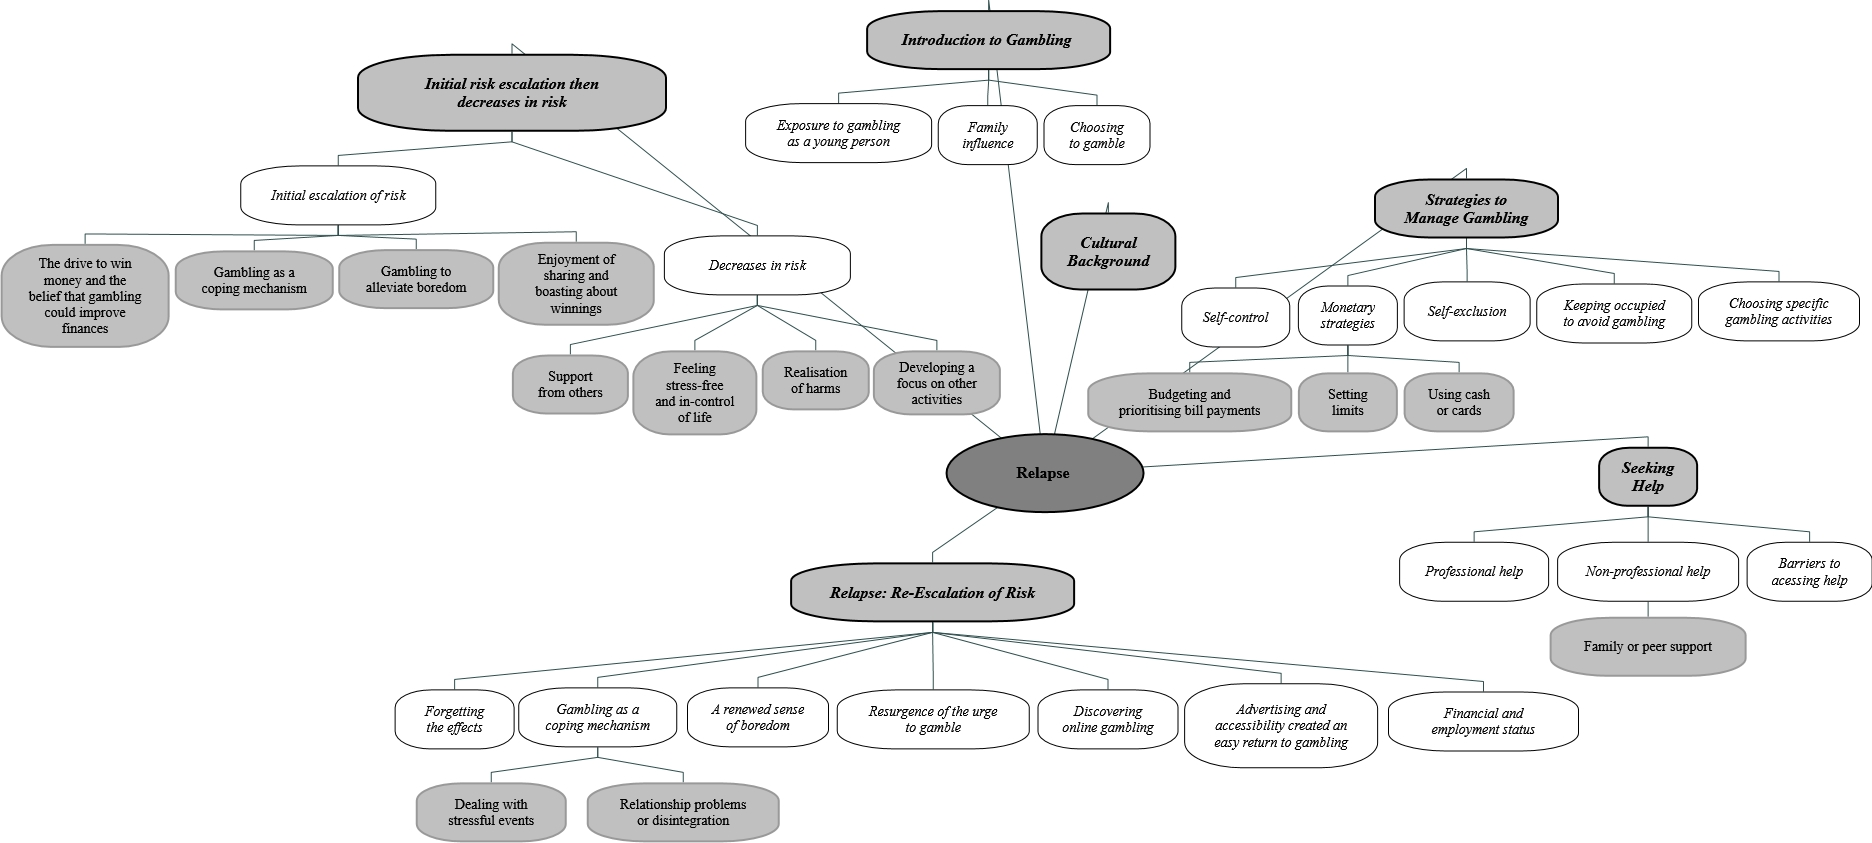 Introduction to Gambling
Exposure to gambling
as a young person
Family
influence
Choosing
to gamble
Initial risk escalation then
decreases in risk
Initial escalation of risk
The drive to win
money and the
belief that gambling
could improve
finances
Gambling as a
coping mechanism
Gambling to
alleviate boredom
Enjoyment of
sharing and
boasting about
winnings
Decreases in risk
Support
from others
Feeling
stress-free
and in-control
of life
Realisation
of harms
Developing a
focus on other
activities
Cultural
Background
Strategies to
Manage Gambling
Self-control
Monetary
strategies
Self-exclusion
Keeping occupied
to avoid gambling
Choosing specific
gambling activities
Budgeting and
prioritising bill payments
Setting
limits
Using cash
or cards
Relapse
Seeking
Help
Professional help
Non-professional help
Barriers to
acessing help
Family or peer support
Relapse: Re-Escalation of Risk
Forgetting
the effects
Gambling as a
coping mechanism
A renewed sense
of boredom
Resurgence of the urge
to gamble
Discovering
online gambling
Advertising and
accessibility created an
easy return to gambling
Financial and
employment status
Dealing with
stressful events
Relationship problems
or disintegration